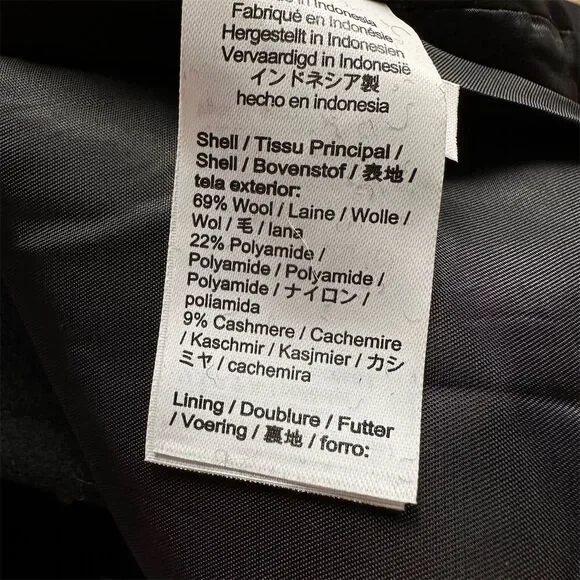 in Indonesia
Fabriqué en Indonésie
Hergestellt in Indonesien
Vervaardigd in Indonesië
インドネシア製
hecho en indonesia
Shell / Tissu Principal /
Shell / Bovenstof / 表地 /
tela exterior:
69% Wool / Laine / Wolle /
Wol / 毛 / lana
22% Polyamide /
Polyamide / Polyamide /
Polyamide / ナイロン /
poliamida
9% Cashmere / Cachemire
/ Kaschmir / Kasjmier / カシ
ミヤ / cachemira
Lining / Doublure / Futter
/ Voering / 裏地 / forro: